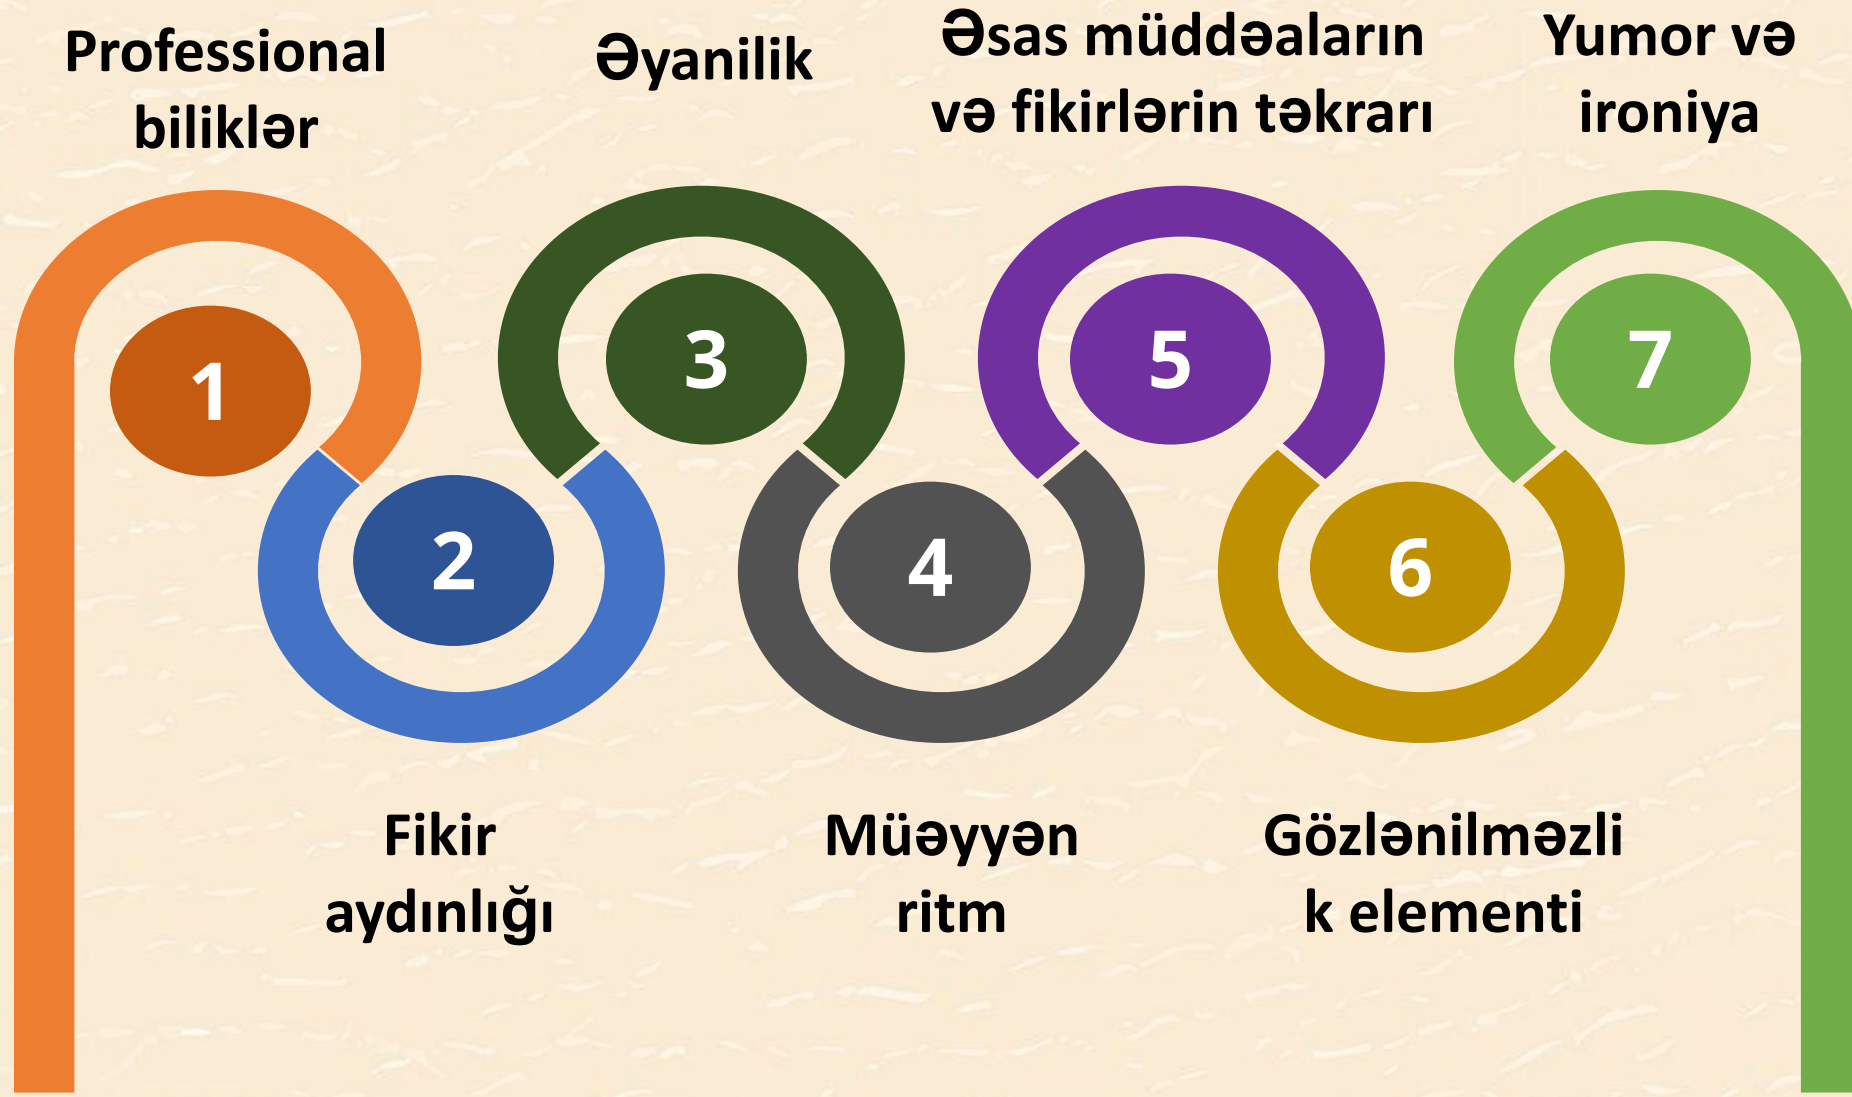 Professional
biliklər
Əyanilik
Əsas müddəaların
və fikirlərin təkrarı
Yumor və
ironiya
1
3
5
7
2
4
6
Fikir
aydınlığı
Müəyyən
ritm
Gözlənilməzli
k elementi